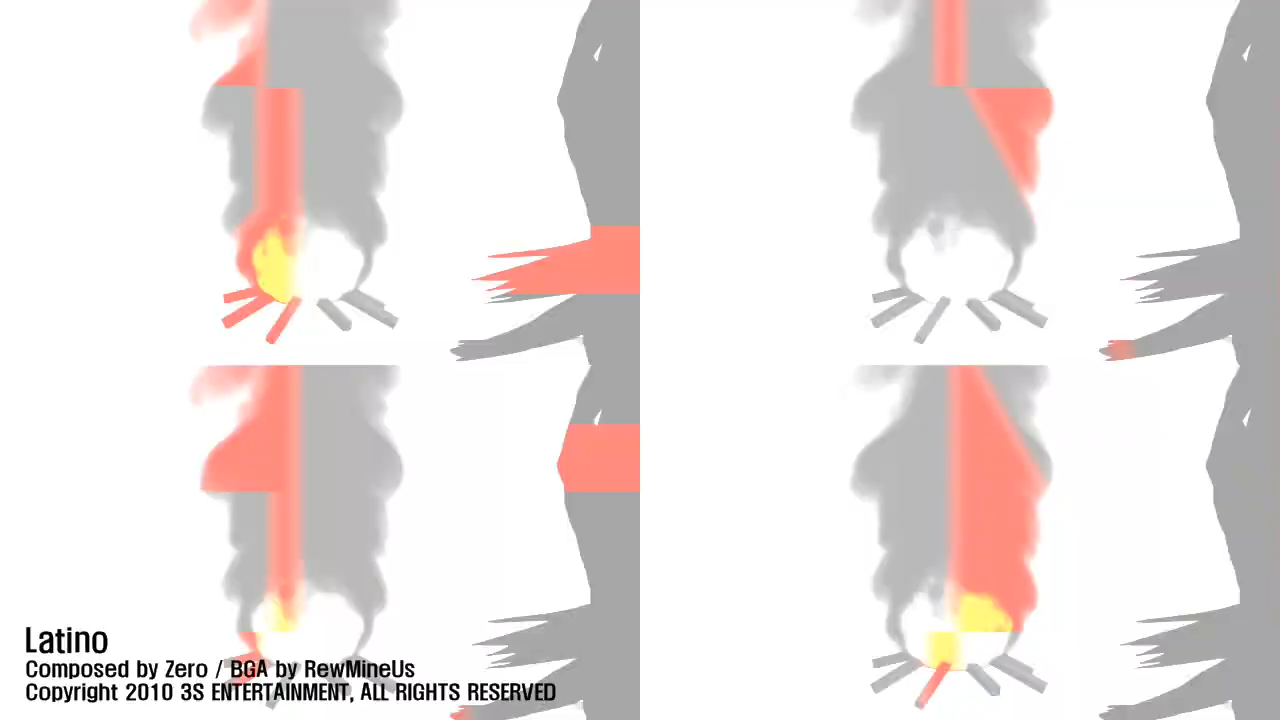 Latino
Composed by Zero / BGA by RewMineUs
Copyright 2010 3S ENTERTAINMENT, ALL RIGHTS RESERVED